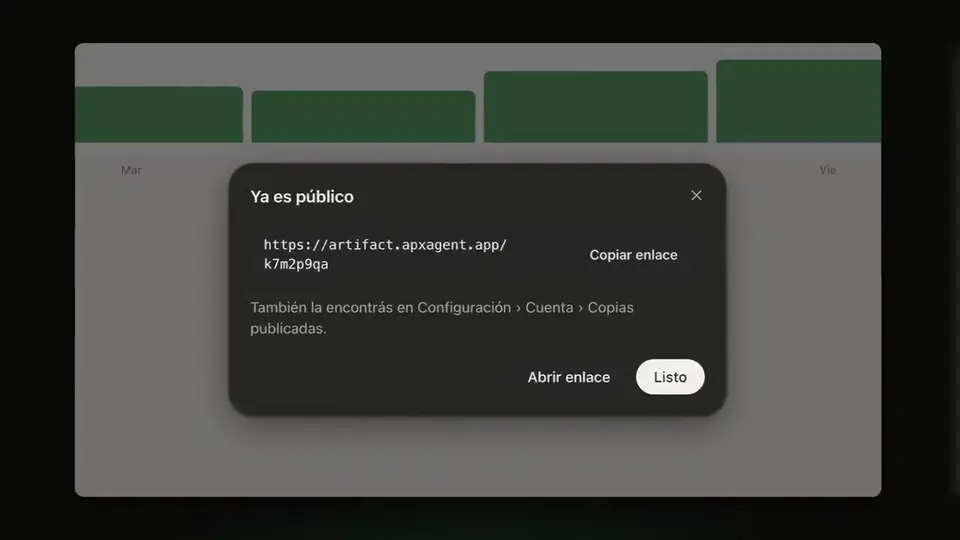 Mar
Vie
Ya es público
https://artifact.apxagent.app/
k7m2p9qa
Copiar enlace
También la encontrás en Configuración › Cuenta › Copias
publicadas.
Abrir enlace
Listo